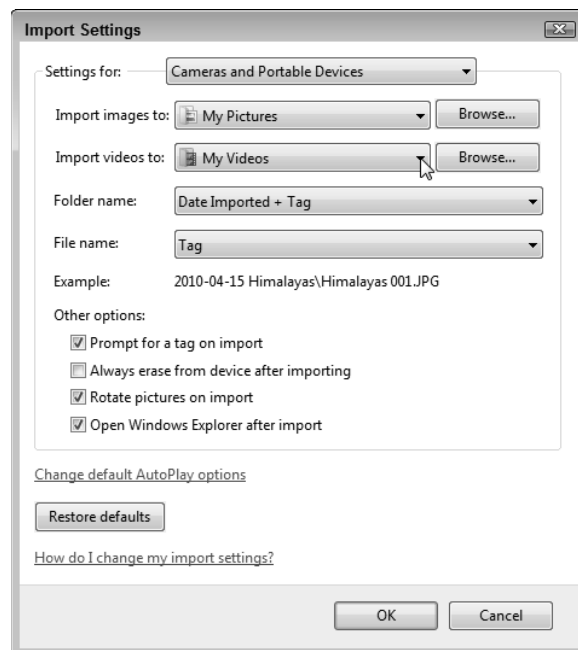 Import Settings
Settings for: Cameras and Portable Devices
Import images to: My Pictures Browse...
Import videos to: My Videos Browse...
Folder name: Date Imported + Tag
File name: Tag
Example: 2010-04-15 Himalayas\Himalayas 001.JPG
Other options:
Prompt for a tag on import
Always erase from device after importing
Rotate pictures on import
Open Windows Explorer after import
Change default AutoPlay options
Restore defaults
How do I change my import settings?
OK Cancel